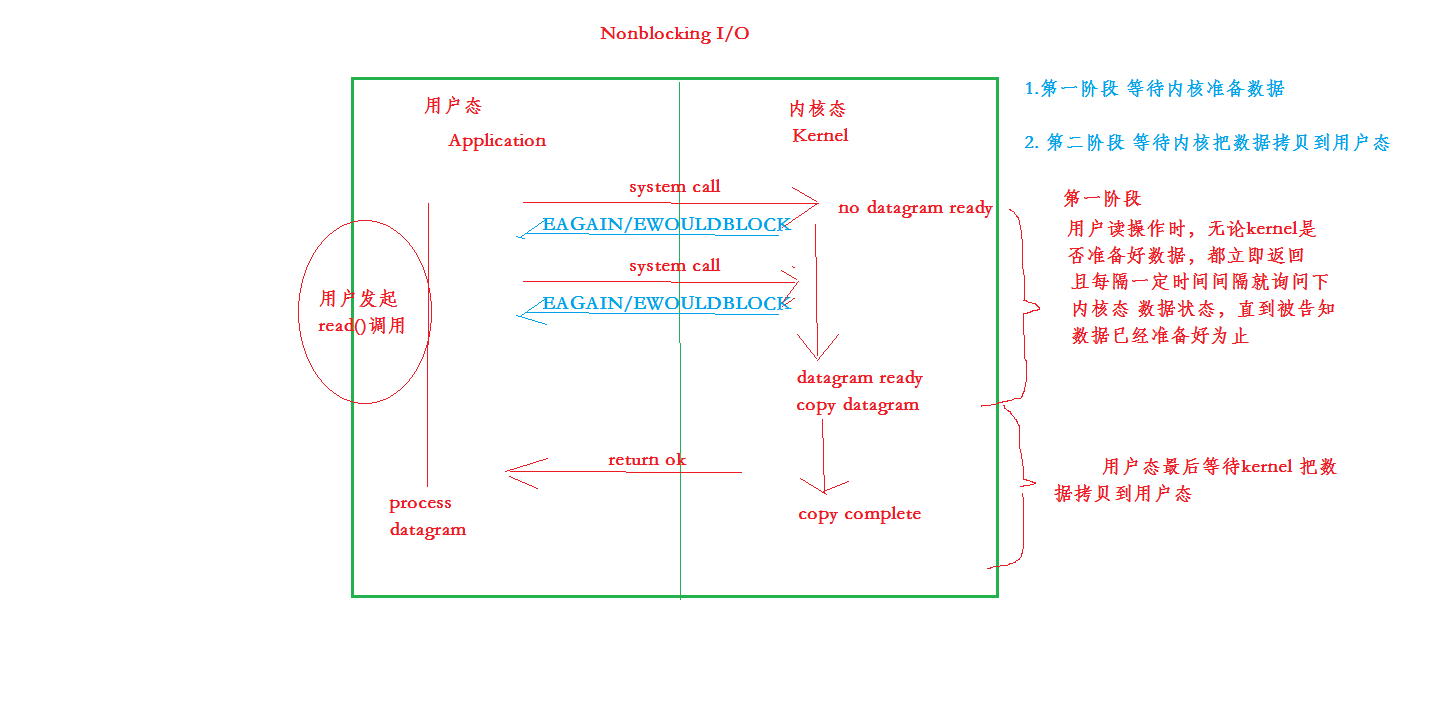 Nonblocking I/O
用户态
Application
内核态
Kernel
1.第一阶段 等待内核准备数据
2. 第二阶段 等待内核把数据拷贝到用户态
system call
no datagram ready
EAGAIN/EWOULDBLOCK
system call
EAGAIN/EWOULDBLOCK
用户发起
read()调用
第一阶段
用户读操作时，无论kernel是
否准备好数据，都立即返回
且每隔一定时间间隔就询问下
内核态 数据状态，直到被告知
数据已经准备好为止
datagram ready
copy datagram
return ok
process
datagram
copy complete
用户态最后等待kernel 把数
据拷贝到用户态